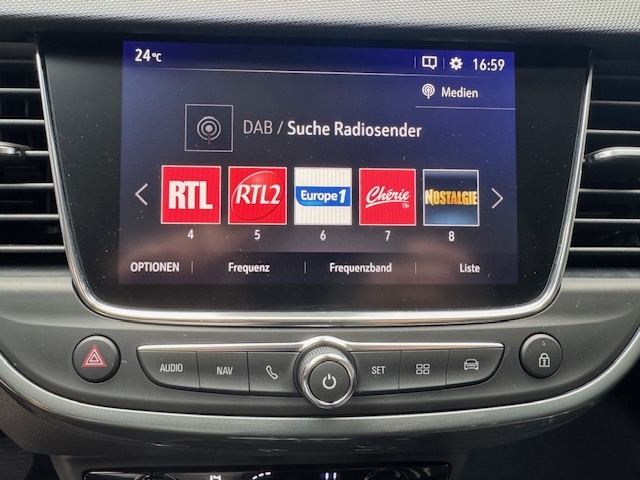 24°C 16:59
Medien
DAB / Suche Radiosender
RTL RTL2 Europe1 Chérie FM NOSTALGIE
4 5 6 7 8
OPTIONEN Frequenz Frequenzband Liste
AUDIO NAV SET